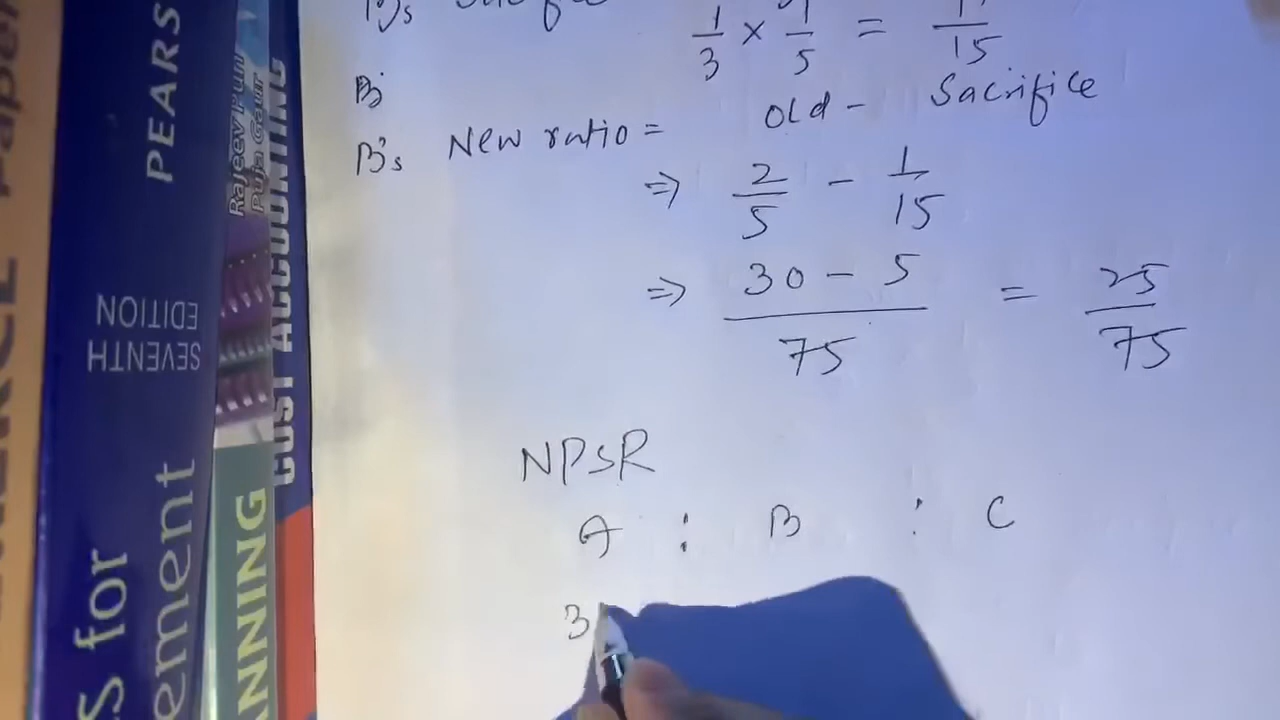 PEARS
SEVENTH
EDITION
s for
ement
Rajeev Puri
Puja Gaur
COST ACCOUNTING
ANNING
B's
1/3 × 1/5 = 1/15
B
B's New ratio = Old - Sacrifice
⇒ 2/5 - 1/15
⇒ 30 - 5 / 75 = 25/75
NPSR
A : B : C
3